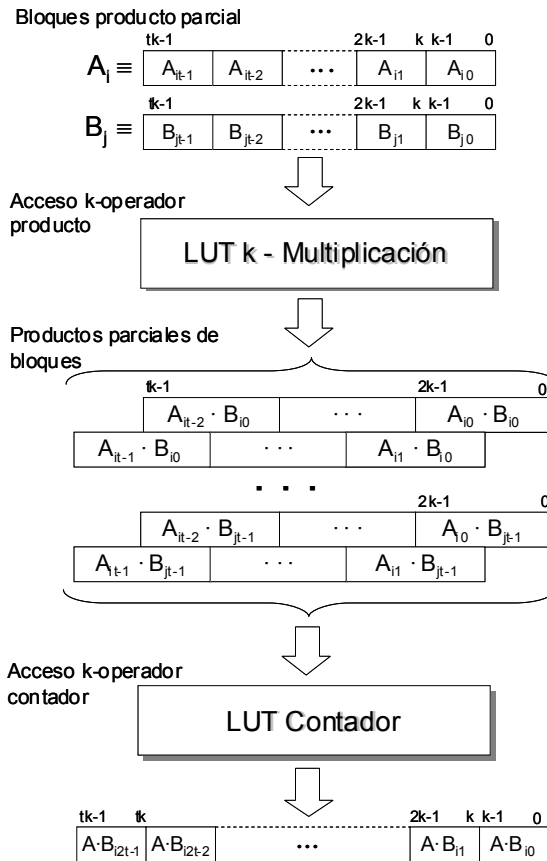 Bloques producto parcial
tk-1 2k-1 k k-1 0
A_i ≡ A_it-1 A_it-2 ... A_i1 A_i0
tk-1 2k-1 k k-1 0
B_j ≡ B_jt-1 B_jt-2 ... B_j1 B_j0
Acceso k-operador
producto
LUT k - Multiplicación
Productos parciales de
bloques
tk-1 2k-1 0
A_it-2 · B_i0 ... A_i0 · B_i0
A_it-1 · B_i0 ... A_i1 · B_i0
...
2k-1 0
A_it-2 · B_jt-1 ... A_i0 · B_jt-1
A_it-1 · B_jt-1 ... A_i1 · B_jt-1
Acceso k-operador
contador
LUT Contador
tk-1 tk 2k-1 k k-1 0
A·B_i2t-1 A·B_i2t-2 ... A·B_i1 A·B_i0